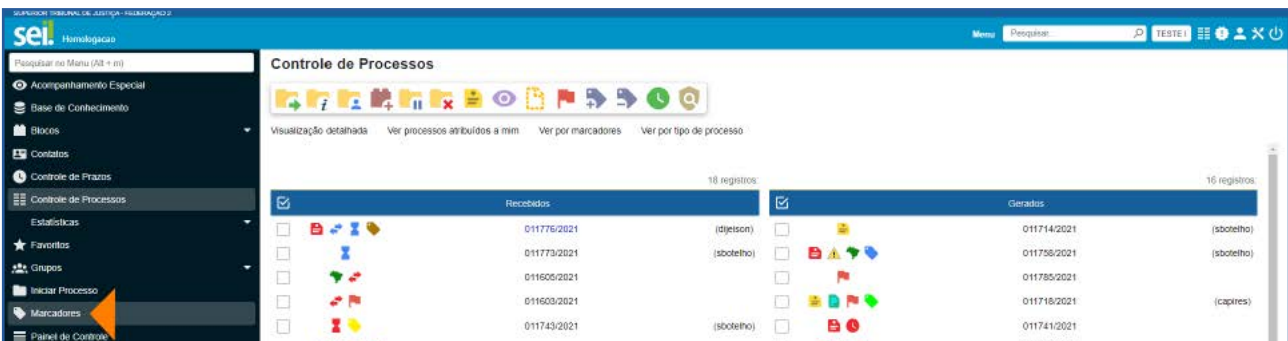 SUPERIOR TRIBUNAL DE JUSTIÇA - FEDERAÇÃO 2
sei! Homologacao
Menu Pesquisar... TESTE I
Pesquisar no Menu (Alt + m)
Acompanhamento Especial
Base de Conhecimento
Blocos
Contatos
Controle de Prazos
Controle de Processos
Estatísticas
Favoritos
Grupos
Iniciar Processo
Marcadores
Painel de Controle
Controle de Processos
Visualização detalhada Ver processos atribuídos a mim Ver por marcadores Ver por tipo de processo
18 registros:
Recebidos
011776/2021 (dijeison)
011773/2021 (sbotelho)
011605/2021
011603/2021
011743/2021 (sbotelho)
16 registros:
Gerados
011714/2021 (sbotelho)
011758/2021 (sbotelho)
011785/2021
011718/2021 (capires)
011741/2021